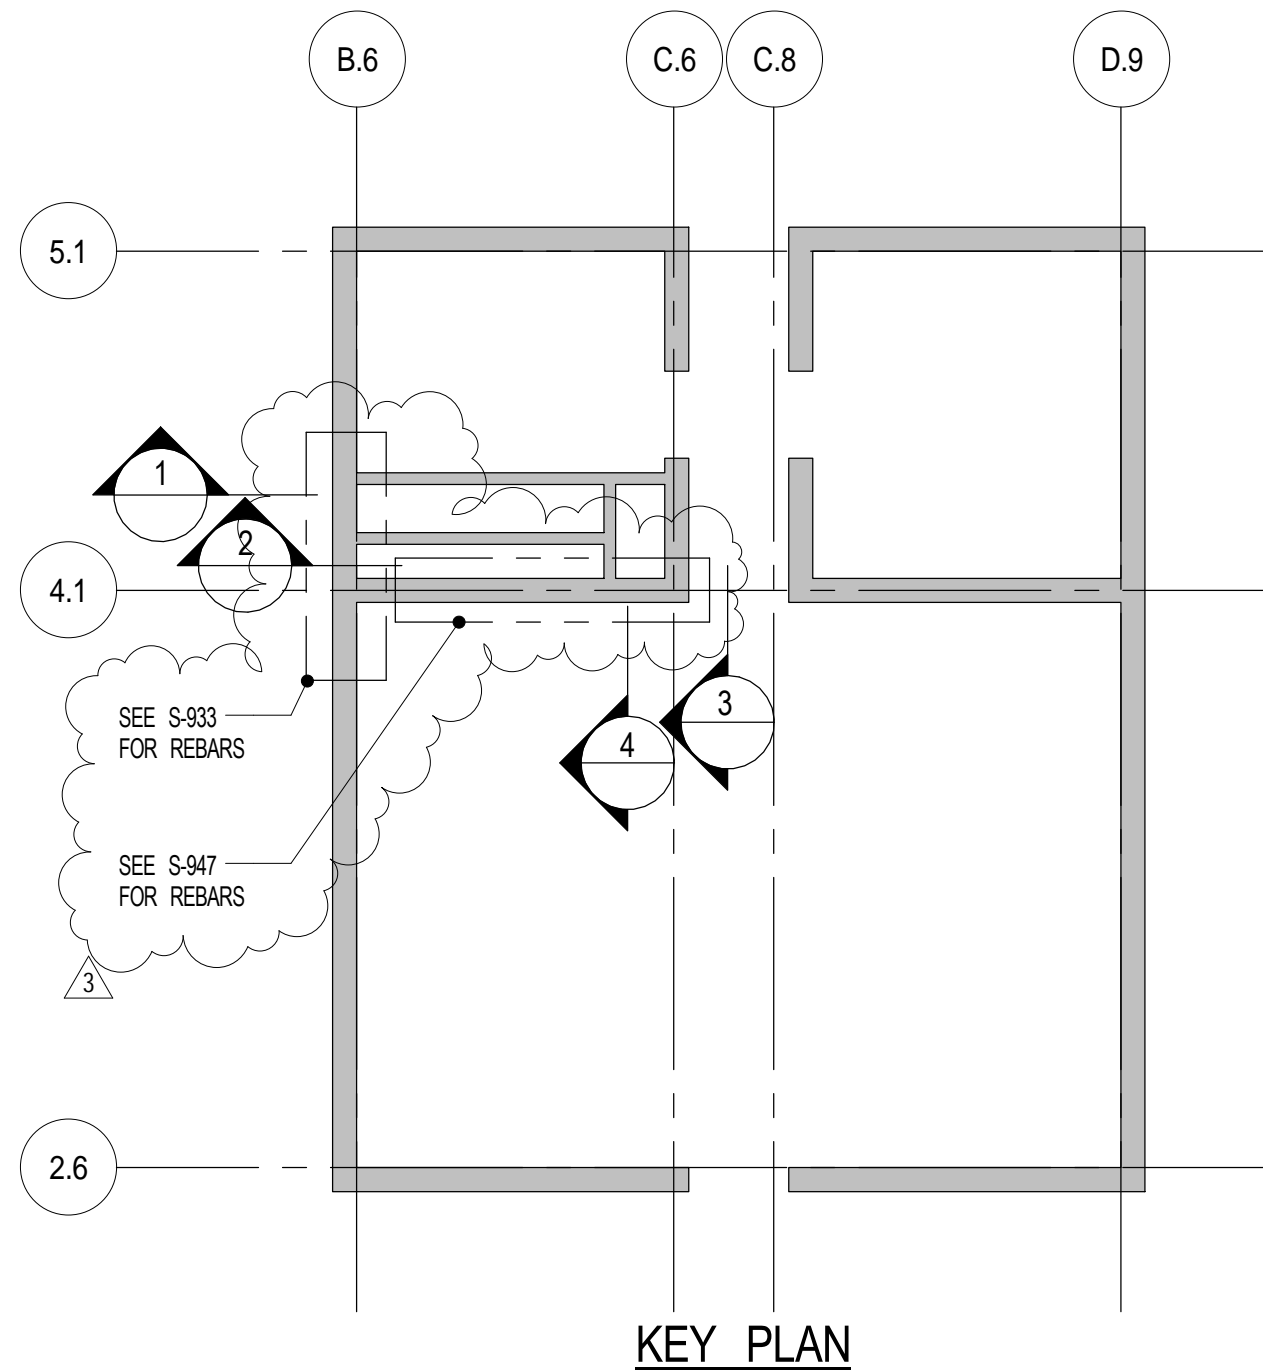 B.6
C.6
C.8
D.9
5.1
1
2
4.1
SEE S-933
FOR REBARS
3
4
SEE S-947
FOR REBARS
3
2.6
KEY PLAN